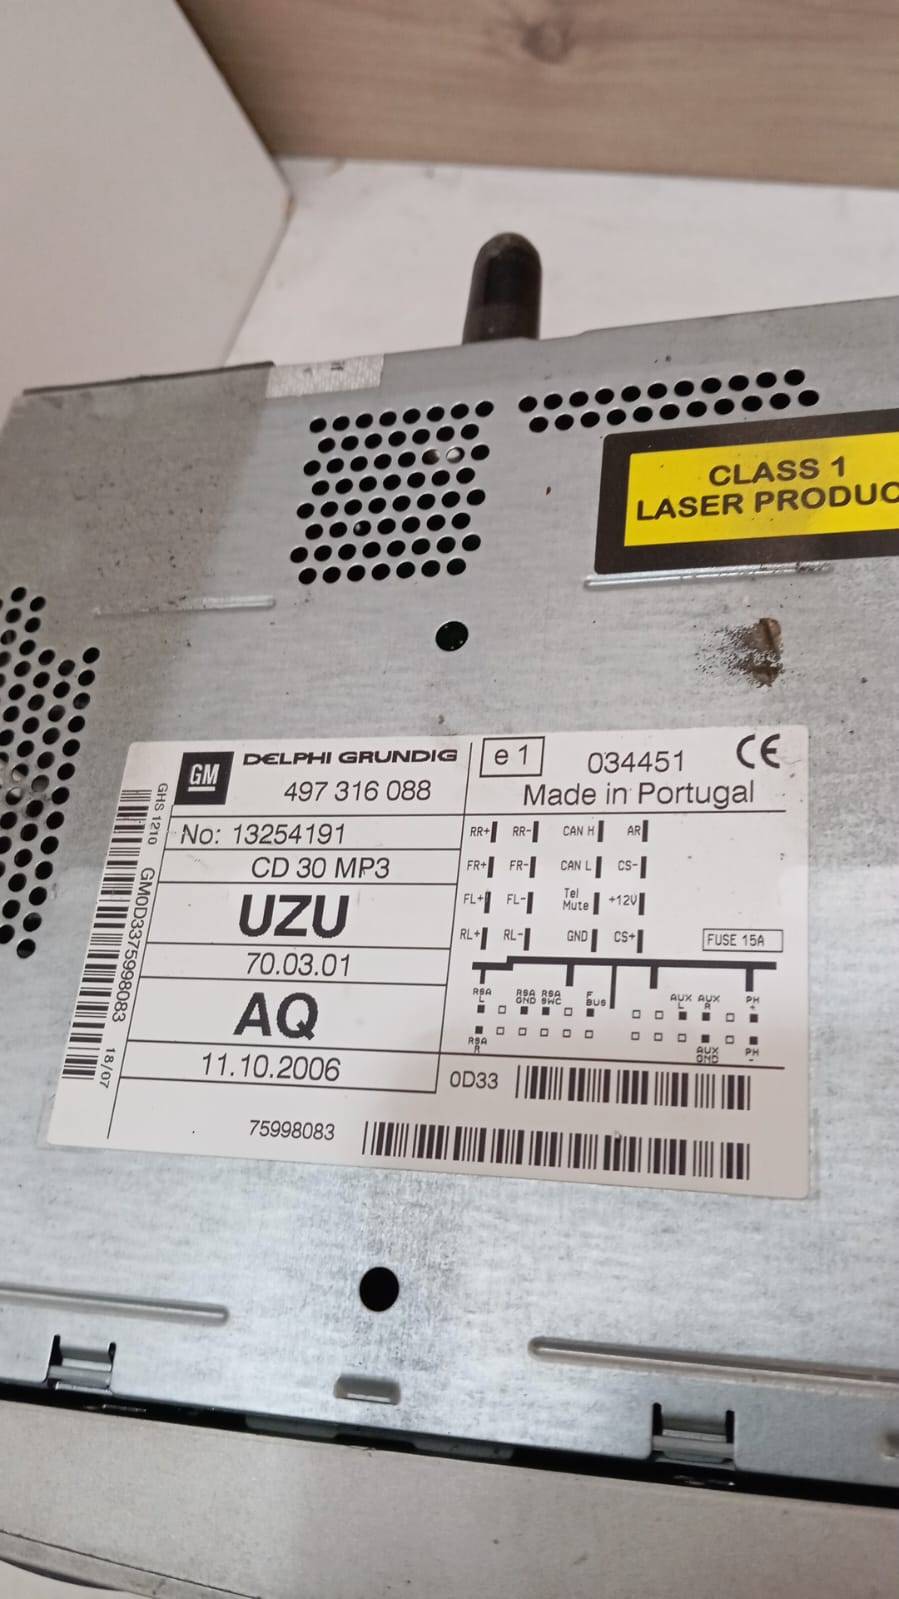 CLASS 1
LASER PRODUC
GM DELPHI GRUNDIG
497 316 088
e1 034451 CE
Made in Portugal
No: 13254191
CD 30 MP3
UZU
70.03.01
AQ
11.10.2006
GHS 1210 GM0D3375998083 18/07
RR+ RR- CAN H AR
FR+ FR- CAN L CS-
FL+ FL- Tel Mute +12V
RL+ RL- GND CS+
FUSE 15A
RSA L RSA GND RSA SWC F BUS AUX L AUX R PH +
RSA R AUX GND PH -
0D33
75998083